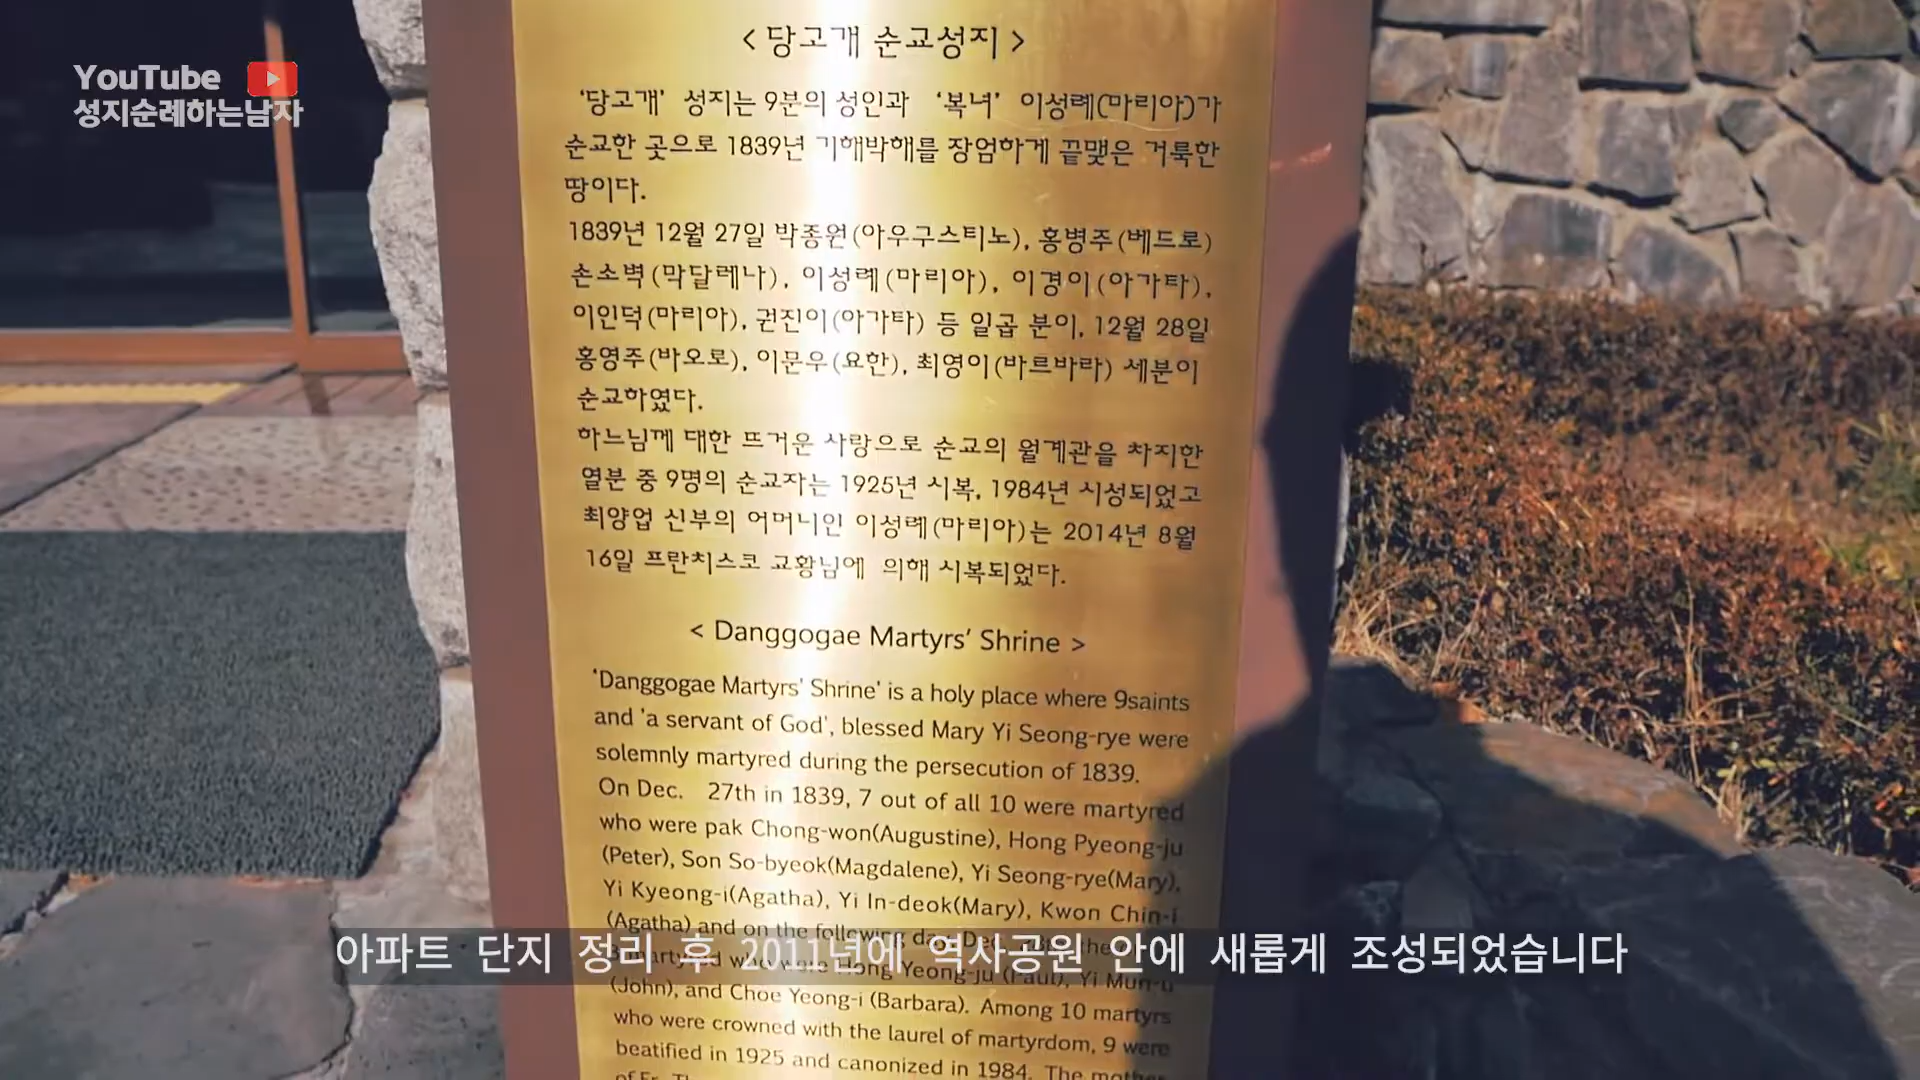 YouTube
성지순례하는남자
< 당고개 순교성지 >
'당고개' 성지는 9분의 성인과 '복녀' 이성례(마리아)가
순교한 곳으로 1839년 기해박해를 장엄하게 끝맺은 거룩한
땅이다.
1839년 12월 27일 박종원(아우구스티노), 홍병주(베드로)
손소벽(막달레나), 이성례(마리아), 이경이(아가타),
이인덕(마리아), 권진이(아가타) 등 일곱 분이, 12월 28일
홍영주(바오로), 이문우(요한), 최영이(바르바라) 세분이
순교하였다.
하느님께 대한 뜨거운 사랑으로 순교의 월계관을 차지한
열분 중 9명의 순교자는 1925년 시복, 1984년 시성되었고
최양업 신부의 어머니인 이성례(마리아)는 2014년 8월
16일 프란치스코 교황님에 의해 시복되었다.
< Danggogae Martyrs' Shrine >
'Danggogae Martyrs' Shrine' is a holy place where 9saints
and 'a servant of God', blessed Mary Yi Seong-rye were
solemnly martyred during the persecution of 1839.
On Dec. 27th in 1839, 7 out of all 10 were martyred
who were pak Chong-won(Augustine), Hong Pyeong-ju
(Peter), Son So-byeok(Magdalene), Yi Seong-rye(Mary),
Yi Kyeong-i(Agatha), Yi In-deok(Mary), Kwon Chin-i
(Agatha) and on the following day Dec.
who were Hong Yeong-ju (Paul), Yi Mun-u
(John), and Choe Yeong-i (Barbara). Among 10 martyrs
who were crowned with the laurel of martyrdom, 9 were
beatified in 1925 and canonized in 1984. The mother
아파트 단지 정리 후 2011년에 역사공원 안에 새롭게 조성되었습니다